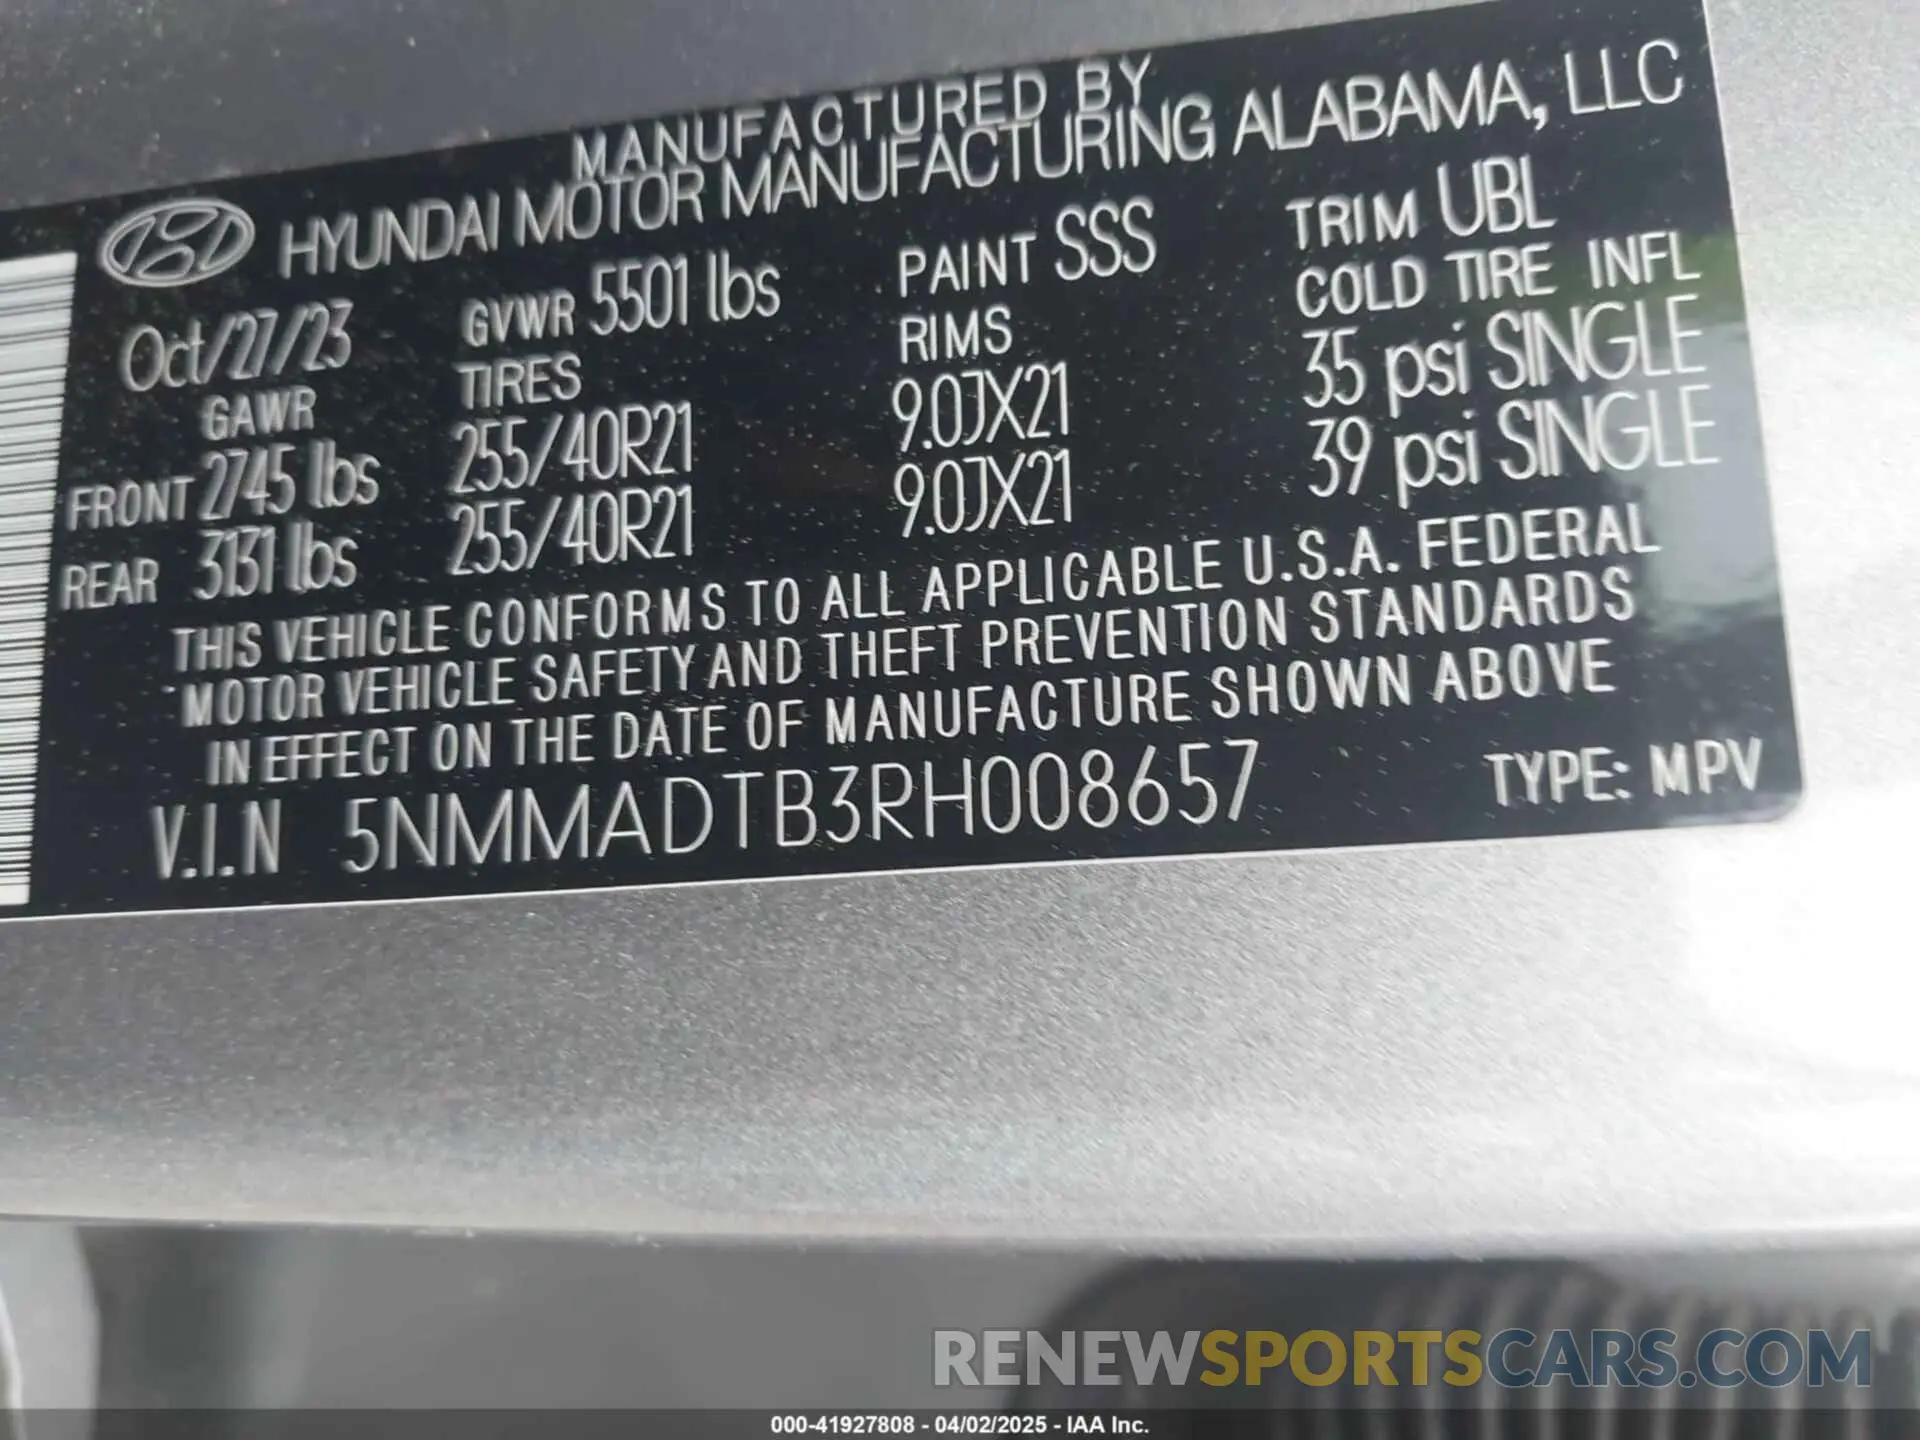 MANUFACTURED BY
HYUNDAI MOTOR MANUFACTURING ALABAMA, LLC
Oct/27/23 GVWR 5501 lbs PAINT SSS TRIM UBL
GAWR TIRES RIMS COLD TIRE INFL
FRONT 2745 lbs 255/40R21 9.0JX21 35 psi SINGLE
REAR 3131 lbs 255/40R21 9.0JX21 39 psi SINGLE
THIS VEHICLE CONFORMS TO ALL APPLICABLE U.S.A. FEDERAL
MOTOR VEHICLE SAFETY AND THEFT PREVENTION STANDARDS
IN EFFECT ON THE DATE OF MANUFACTURE SHOWN ABOVE
V.I.N 5NMMADTB3RH008657 TYPE: MPV
RENEWSPORTSCARS.COM
000-41927808 - 04/02/2025 - IAA Inc.